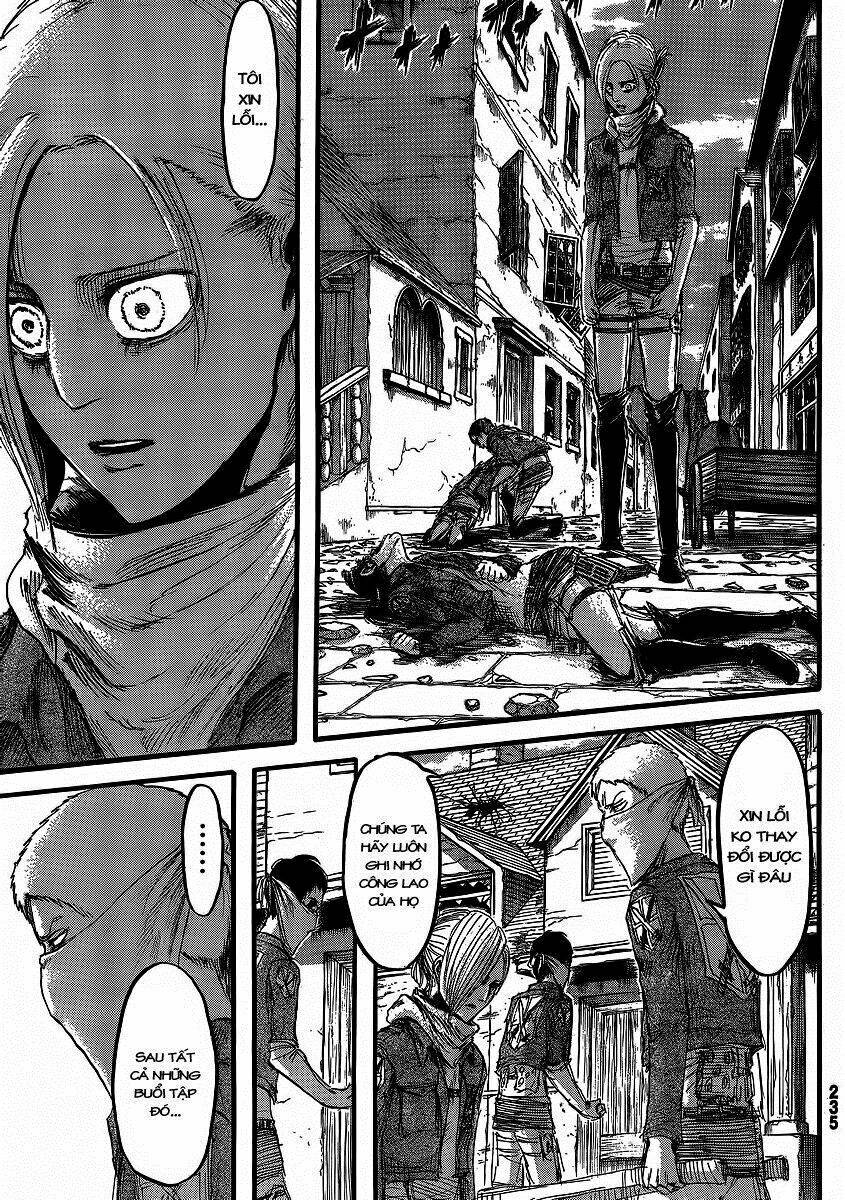 TÔI
XIN
LỖI...
XIN LỖI
KO THAY
ĐỔI ĐƯỢC
GÌ ĐÂU
CHÚNG TA
HÃY LUÔN
GHI NHỚ
CÔNG LAO
CỦA HỌ
.....
SAU TẤT
CẢ NHỮNG
BUỔI TẬP
ĐÓ...
235